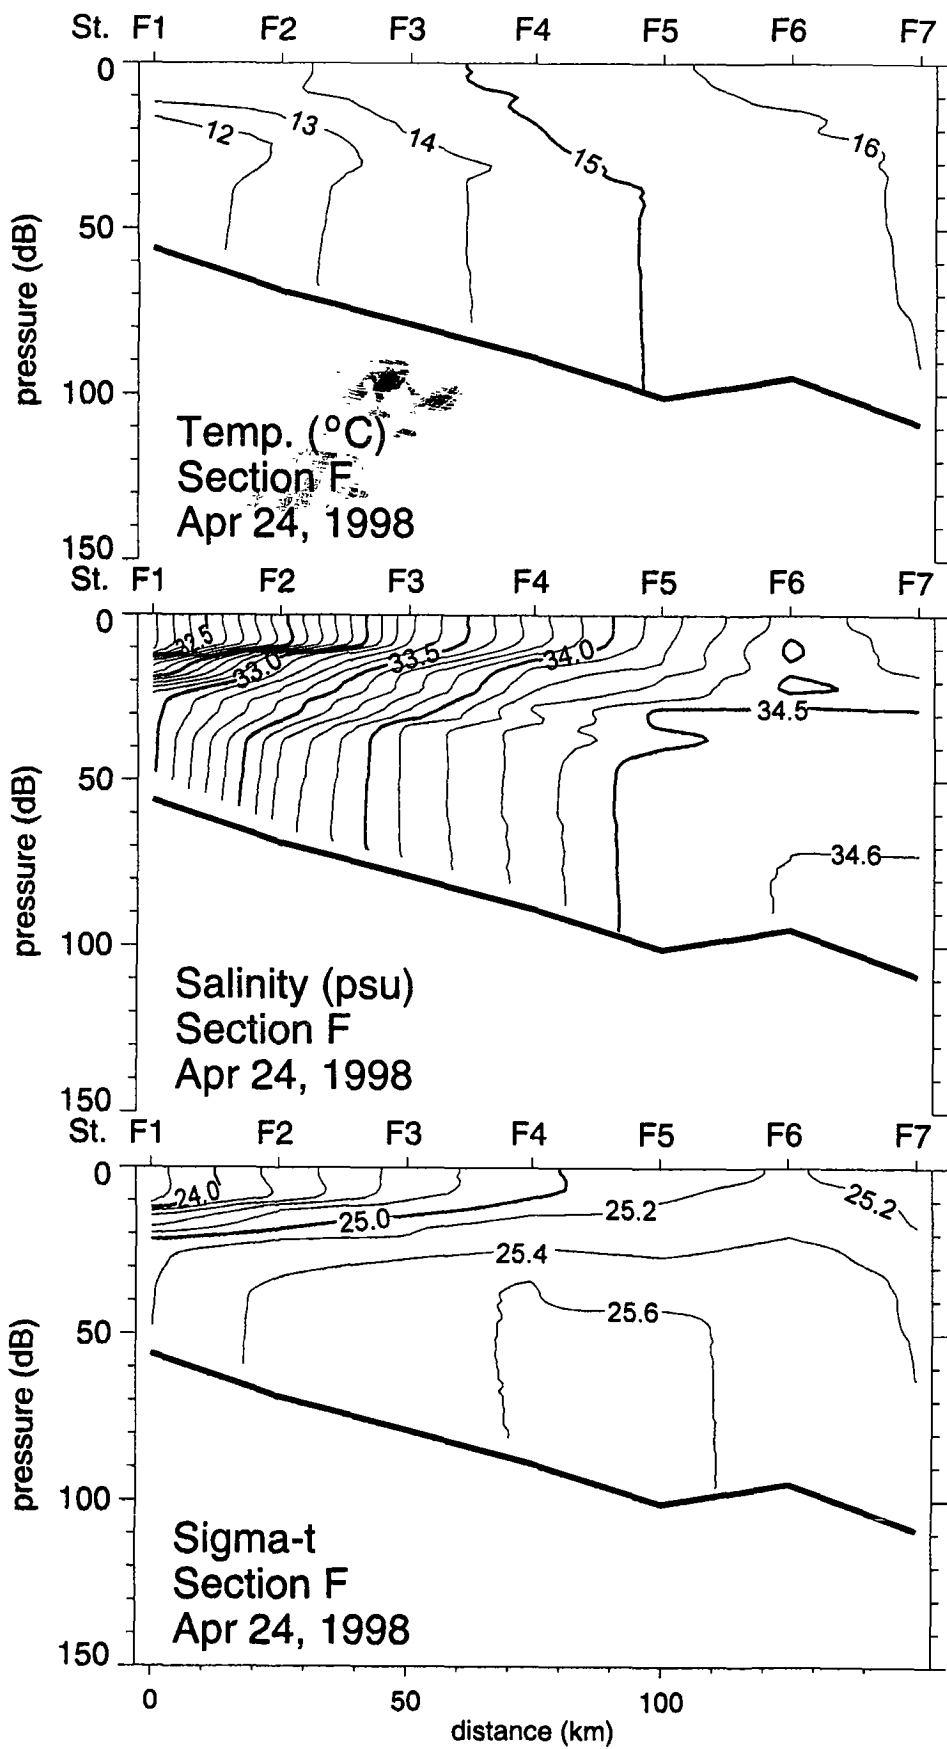 St. F1 F2 F3 F4 F5 F6 F7
0
12 13 14 15 16
50
100
150
pressure (dB)
Temp. (°C)
Section F
Apr 24, 1998
St. F1 F2 F3 F4 F5 F6 F7
0
32.5 33.0 33.5 34.0 34.5
50
34.6
100
150
pressure (dB)
Salinity (psu)
Section F
Apr 24, 1998
St. F1 F2 F3 F4 F5 F6 F7
0
24.0 25.0 25.2 25.2
25.4
25.6
50
100
150
pressure (dB)
Sigma-t
Section F
Apr 24, 1998
0 50 100
distance (km)